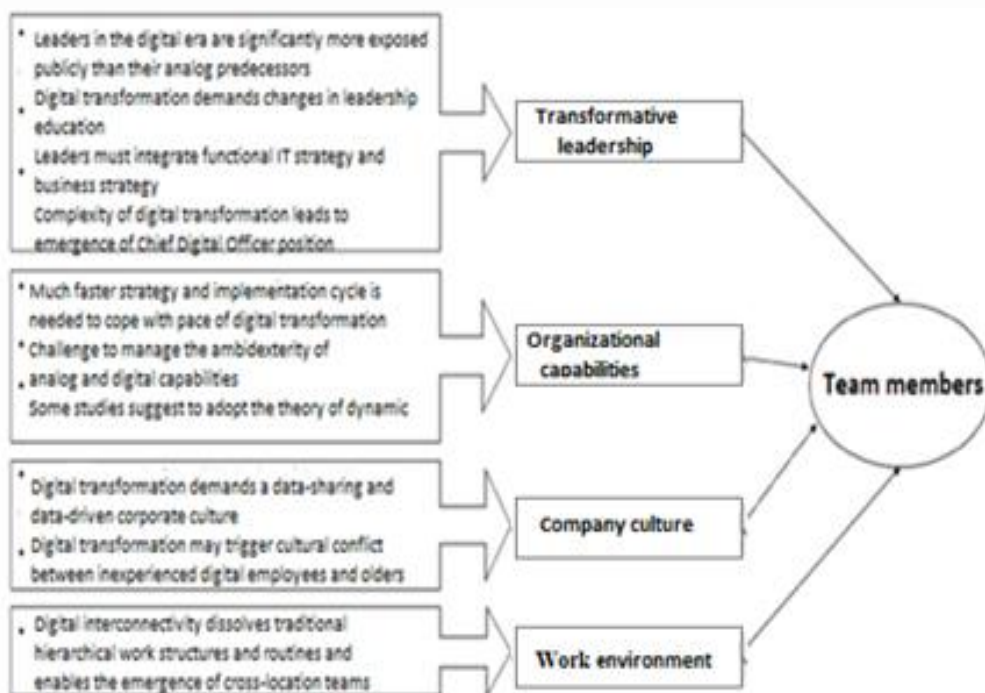 Leaders in the digital era are significantly more exposed
publicly than their analog predecessors
Digital transformation demands changes in leadership
education
Leaders must integrate functional IT strategy and
business strategy
Complexity of digital transformation leads to
emergence of Chief Digital Officer position
Transformative
leadership
Much faster strategy and implementation cycle is
needed to cope with pace of digital transformation
Challenge to manage the ambidexterity of
analog and digital capabilities
Some studies suggest to adopt the theory of dynamic
Organizational
capabilities
Team members
Digital transformation demands a data-sharing and
data-driven corporate culture
Digital transformation may trigger cultural conflict
between inexperienced digital employees and olders
Company culture
Digital interconnectivity dissolves traditional
hierarchical work structures and routines and
enables the emergence of cross-location teams
Work environment